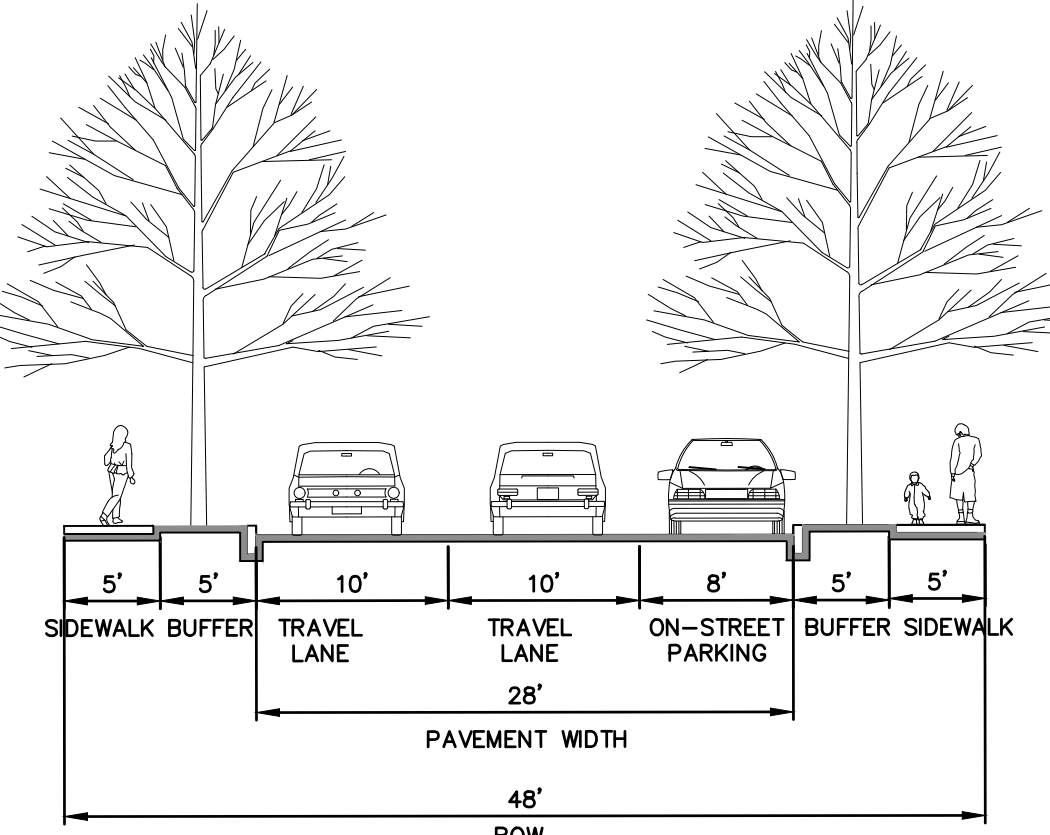 5' 5' 10' 10' 8' 5' 5'
SIDEWALK BUFFER TRAVEL LANE TRAVEL LANE ON-STREET PARKING BUFFER SIDEWALK
28'
PAVEMENT WIDTH
48'
ROW